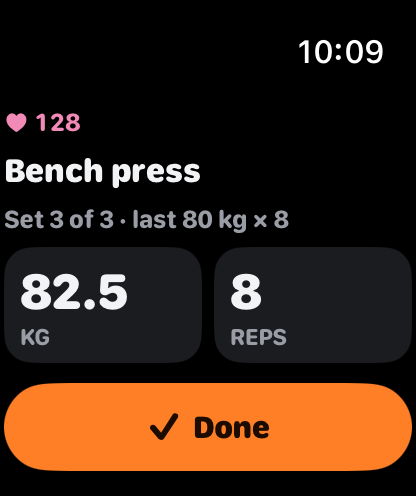 10:09
128
Bench press
Set 3 of 3 · last 80 kg × 8
82.5
KG
8
REPS
Done